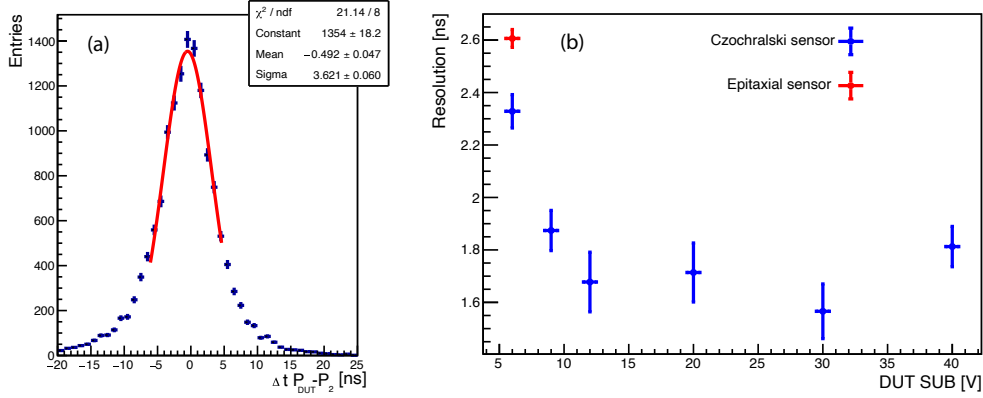 (a)
χ² / ndf 21.14 / 8
Constant 1354 ± 18.2
Mean −0.492 ± 0.047
Sigma 3.621 ± 0.060
Entries
1400
1200
1000
800
600
400
200
0
−20 −15 −10 −5 0 5 10 15 20 25
Δ t P_DUT-P_2 [ns]
(b)
Czochralski sensor
Epitaxial sensor
Resolution [ns]
2.6
2.4
2.2
2
1.8
1.6
5 10 15 20 25 30 35 40
DUT SUB [V]